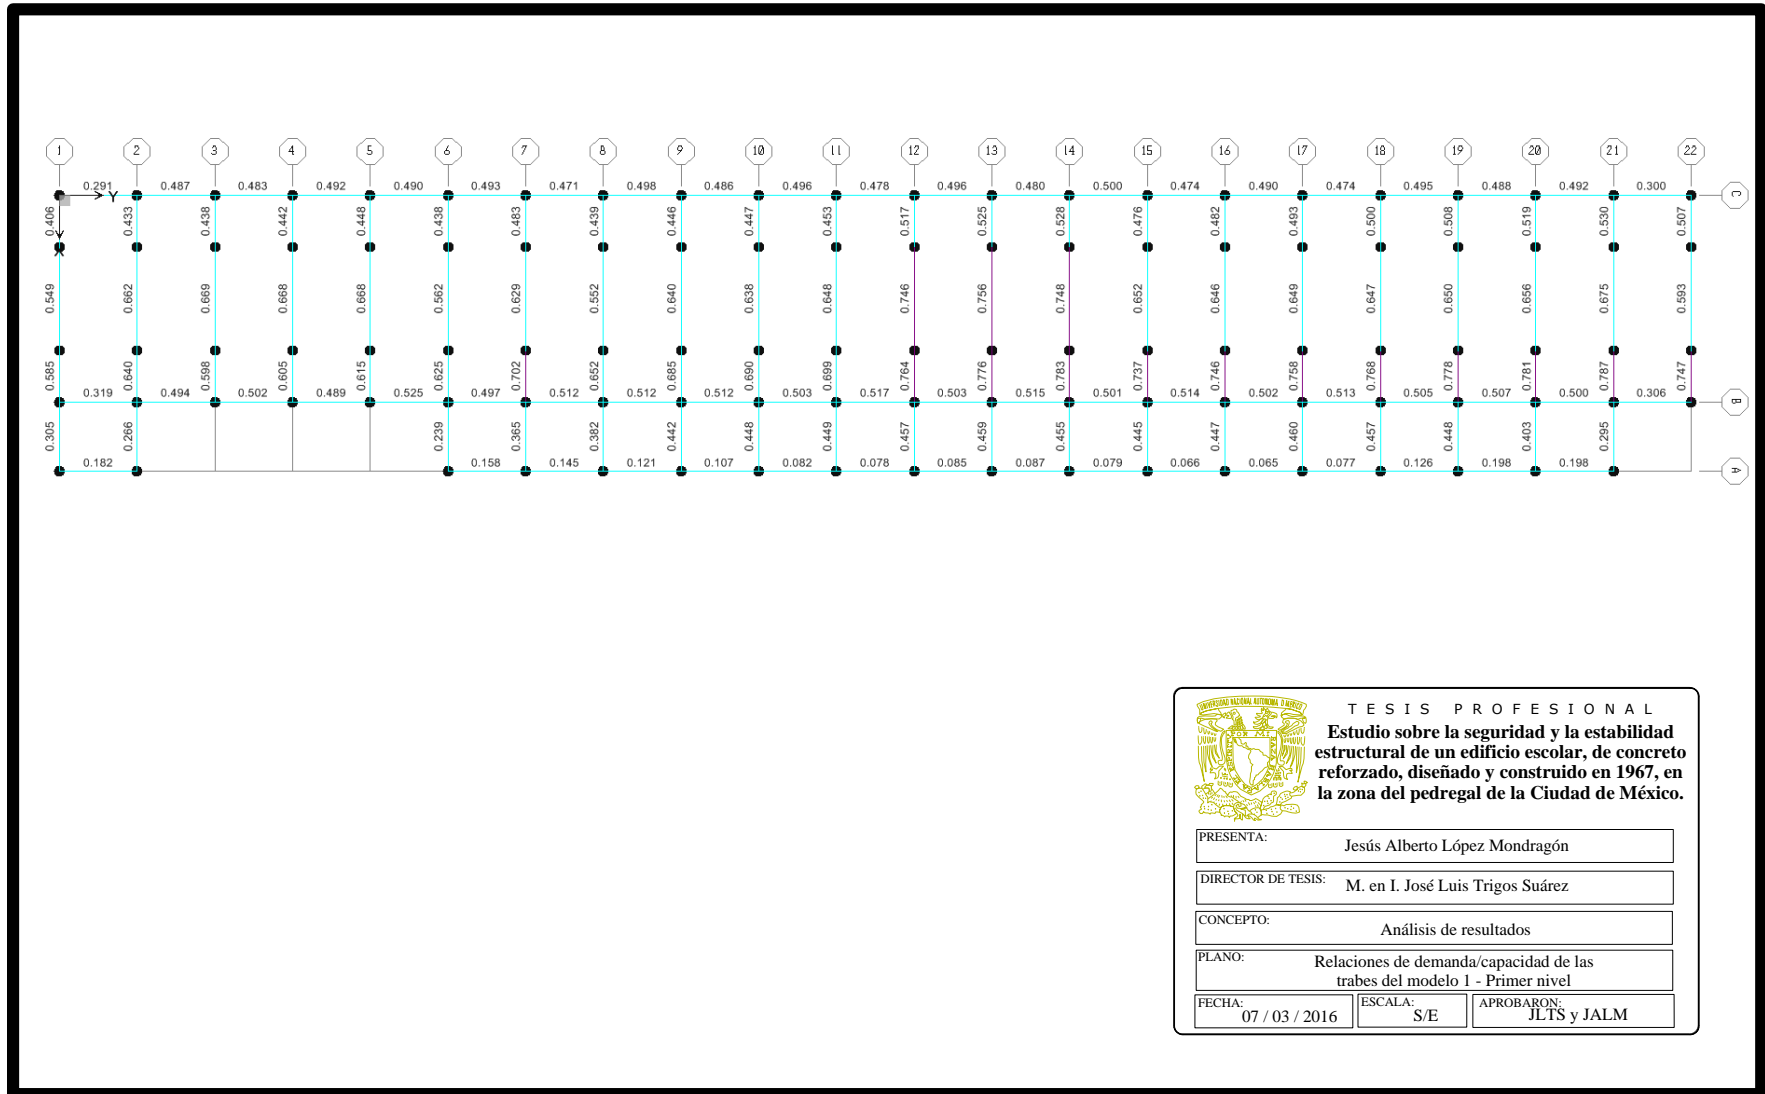 1 2 3 4 5 6 7 8 9 10 11 12 13 14 15 16 17 18 19 20 21 22
0.291 0.487 0.483 0.492 0.490 0.493 0.471 0.498 0.486 0.496 0.478 0.496 0.480 0.500 0.474 0.490 0.474 0.495 0.488 0.492 0.300
Y
C
0.406 0.433 0.438 0.442 0.448 0.438 0.483 0.439 0.446 0.447 0.453 0.517 0.525 0.528 0.476 0.482 0.493 0.500 0.508 0.519 0.530 0.507
X
0.549 0.662 0.669 0.668 0.668 0.562 0.629 0.552 0.640 0.638 0.648 0.746 0.756 0.748 0.652 0.646 0.649 0.647 0.650 0.656 0.675 0.593
0.585 0.640 0.598 0.605 0.615 0.625 0.702 0.652 0.685 0.690 0.699 0.764 0.776 0.783 0.737 0.746 0.758 0.768 0.778 0.781 0.787 0.747
0.319 0.494 0.502 0.489 0.525 0.497 0.512 0.512 0.512 0.503 0.517 0.503 0.515 0.501 0.514 0.502 0.513 0.505 0.507 0.500 0.306
B
0.305 0.266 0.239 0.365 0.382 0.442 0.448 0.449 0.457 0.459 0.455 0.445 0.447 0.460 0.457 0.448 0.403 0.295
0.182 0.158 0.145 0.121 0.107 0.082 0.078 0.085 0.087 0.079 0.066 0.065 0.077 0.126 0.198 0.198
A
TESIS PROFESIONAL
Estudio sobre la seguridad y la estabilidad
estructural de un edificio escolar, de concreto
reforzado, diseñado y construido en 1967, en
la zona del pedregal de la Ciudad de México.
PRESENTA:
Jesús Alberto López Mondragón
DIRECTOR DE TESIS:
M. en I. José Luis Trigos Suárez
CONCEPTO:
Análisis de resultados
PLANO:
Relaciones de demanda/capacidad de las
trabes del modelo 1 - Primer nivel
FECHA:
07 / 03 / 2016
ESCALA:
S/E
APROBARON:
JLTS y JALM